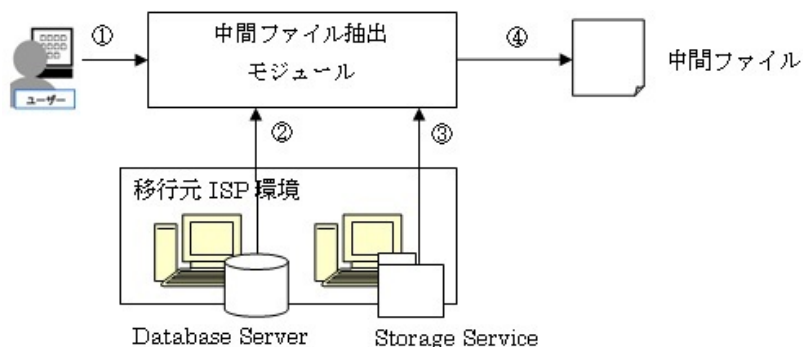 ①
中間ファイル抽出
モジュール
④
中間ファイル
ユーザー
②
③
移行元 ISP 環境
Database Server
Storage Service